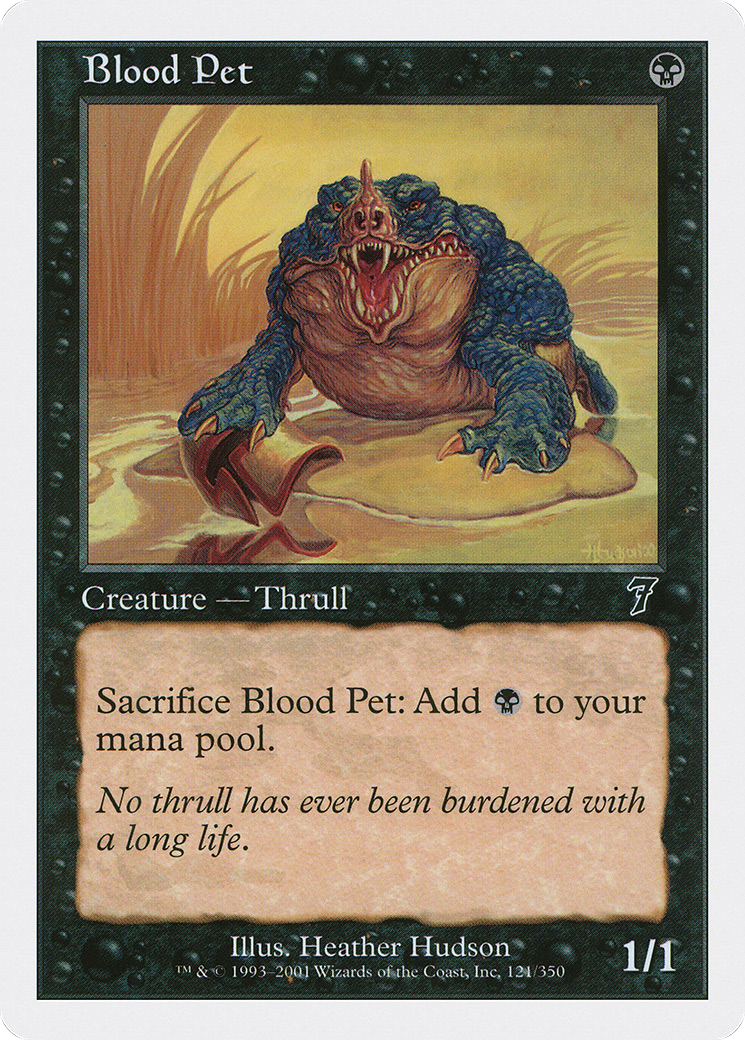 Blood Pet
Creature — Thrull
7
Sacrifice Blood Pet: Add to your
mana pool.
No thrull has ever been burdened with
a long life.
Illus. Heather Hudson
™ & © 1993–2001 Wizards of the Coast, Inc. 121/350
1/1